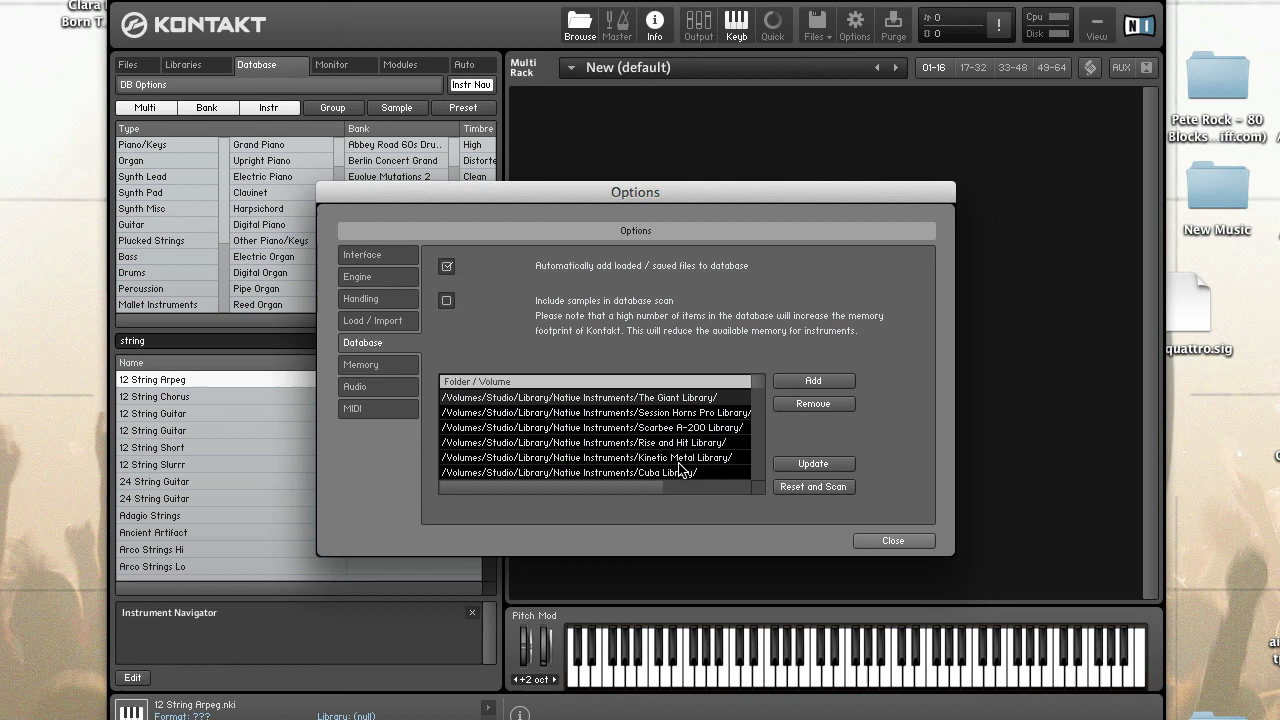 Clara
Born T.
KONTAKT
Browse
Master
Info
Output
Keyb
Quick
Files
Options
Purge
0
0
!
Cpu
Disk
View
NI
Files
Libraries
Database
Monitor
Modules
Auto
DB Options
Instr Nav
Multi
Bank
Instr
Group
Sample
Preset
Multi
Rack
New (default)
01-16
17-32
33-48
49-64
AUX
Type
Bank
Timbre
Piano/Keys
Grand Piano
Abbey Road 60s Dru..
Organ
Upright Piano
Berlin Concert Grand
Distorte
Synth Lead
Electric Piano
Evolve Mutations 2
Clean
Synth Pad
Clavinet
Synth Misc
Harpsichord
Guitar
Digital Piano
Plucked Strings
Other Piano/Keys
Bass
Electric Organ
Drums
Digital Organ
Percussion
Pipe Organ
Mallet Instruments
Reed Organ
string
Name
12 String Arpeg
12 String Chorus
12 String Guitar
12 String Guitar
12 String Short
12 String Slurrr
24 String Guitar
24 String Guitar
Adagio Strings
Ancient Artifact
Arco Strings Hi
Arco Strings Lo
Options
Options
Interface
Engine
Handling
Load / Import
Database
Memory
Audio
MIDI
Automatically add loaded / saved files to database
Include samples in database scan
Please note that a high number of items in the database will increase the memory
footprint of Kontakt. This will reduce the available memory for instruments.
Folder / Volume
/Volumes/Studio/Library/Native Instruments/The Giant Library/
/Volumes/Studio/Library/Native Instruments/Session Horns Pro Library/
/Volumes/Studio/Library/Native Instruments/Scarbee A-200 Library/
/Volumes/Studio/Library/Native Instruments/Rise and Hit Library/
/Volumes/Studio/Library/Native Instruments/Kinetic Metal Library/
/Volumes/Studio/Library/Native Instruments/Cuba Library/
Add
Remove
Update
Reset and Scan
Close
Instrument Navigator
Edit
Pitch Mod
+2 oct
12 String Arpeg.nki
Format: ???
Library: (null)
Pete Rock - 80
Blocks...iff.com)
New Music
quattro.sig